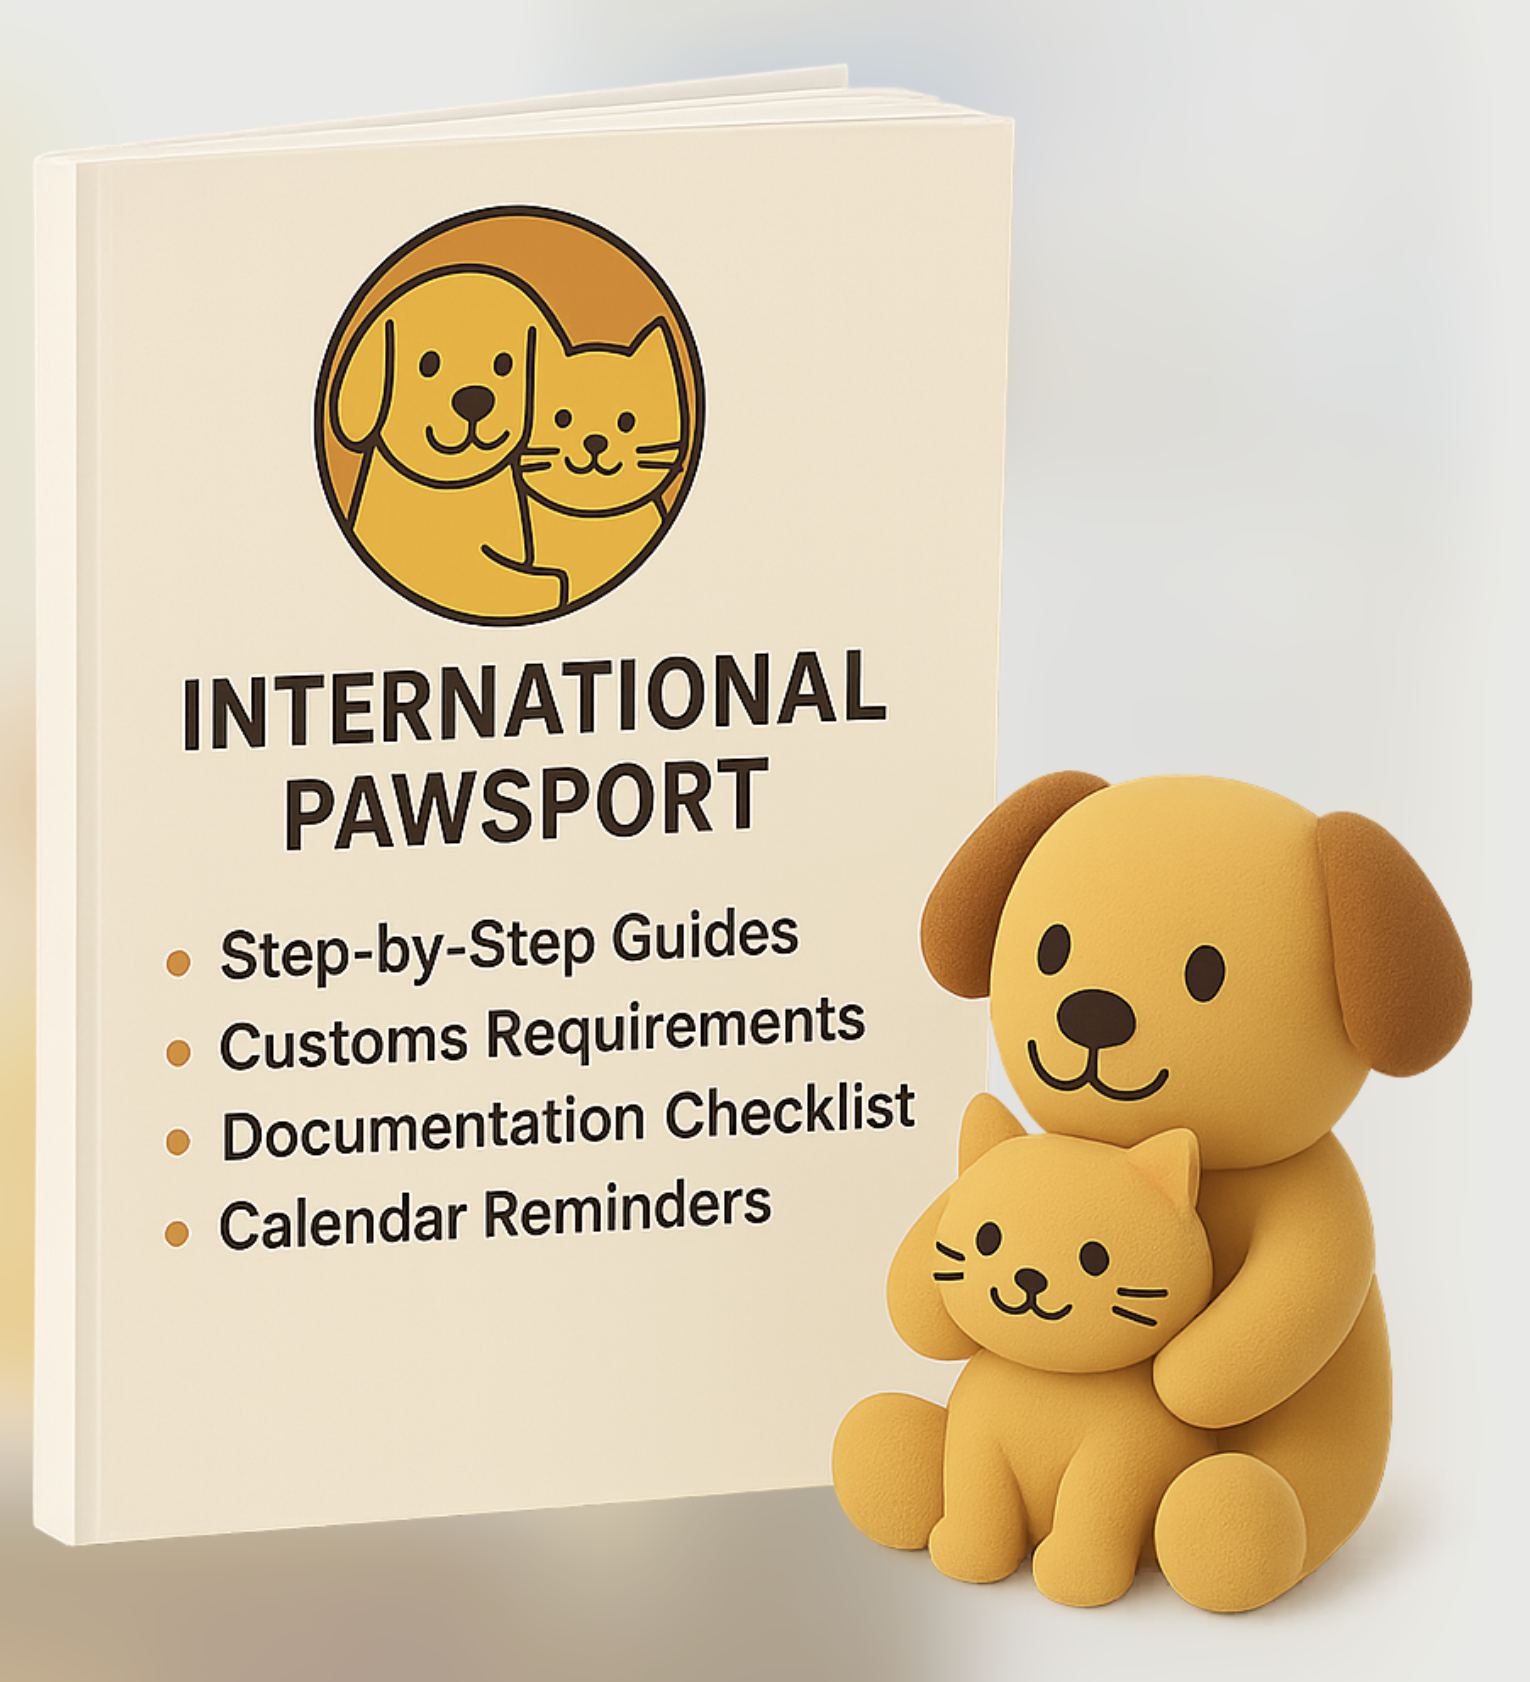 INTERNATIONAL
PAWSPORT
• Step-by-Step Guides
• Customs Requirements
• Documentation Checklist
• Calendar Reminders